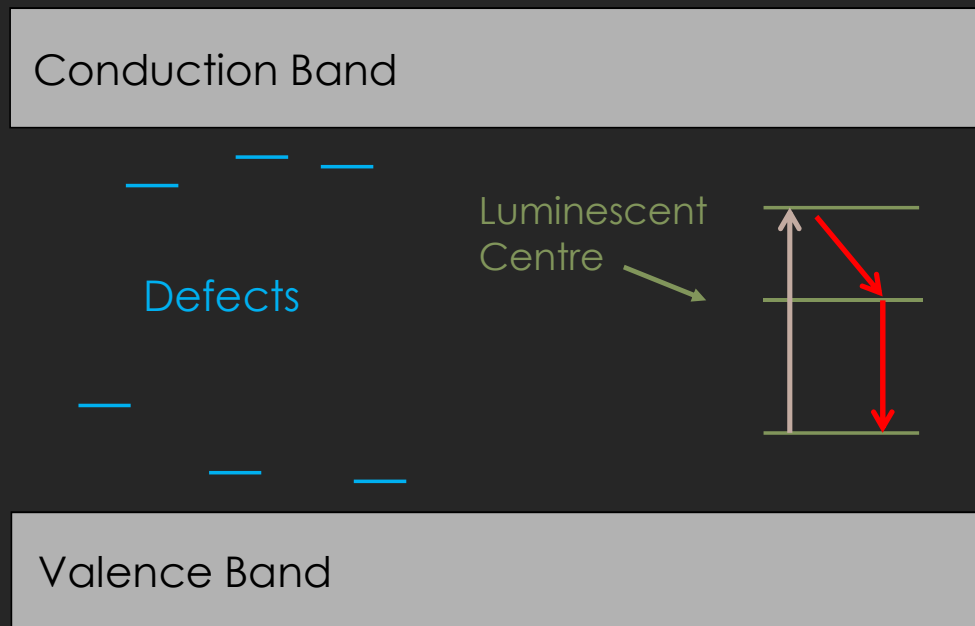 Conduction Band
Luminescent
Centre
Defects
Valence Band